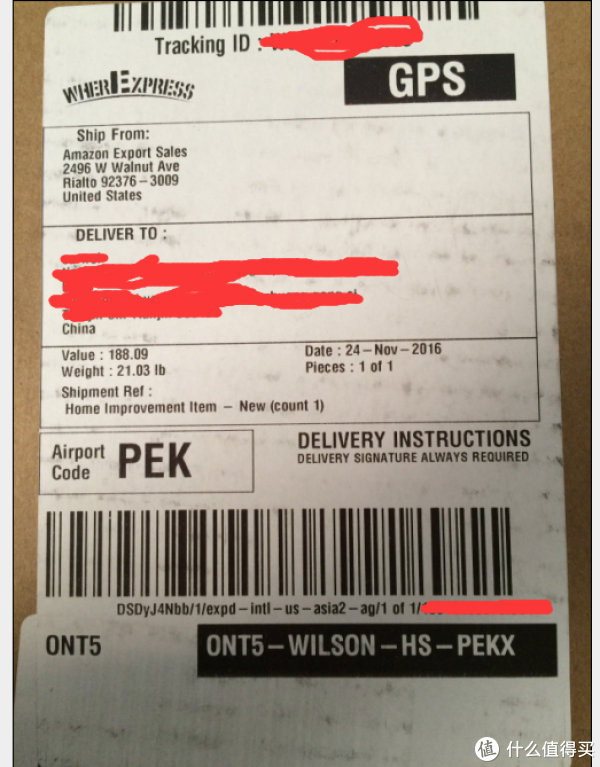 Tracking ID :
GPS
WHEREXPRESS
Ship From:
Amazon Export Sales
2496 W Walnut Ave
Rialto 92376-3009
United States
DELIVER TO :
China
Value : 188.09
Date : 24-Nov-2016
Weight : 21.03 lb
Pieces : 1 of 1
Shipment Ref :
Home Improvement Item - New (count 1)
Airport Code PEK
DELIVERY INSTRUCTIONS
DELIVERY SIGNATURE ALWAYS REQUIRED
DSDyJ4Nbb/1/expd-intl-us-asia2-ag/1 of 1/
ONT5
ONT5-WILSON-HS-PEKX
值 什么值得买